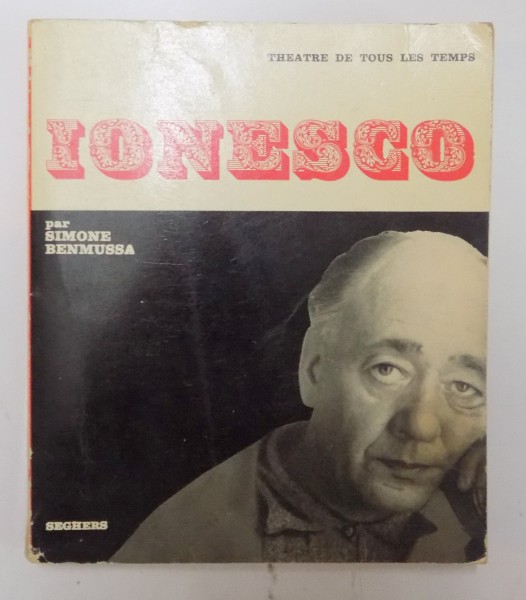 THEATRE DE TOUS LES TEMPS
IONESCO
par
SIMONE
BENMUSSA
SEGHERS